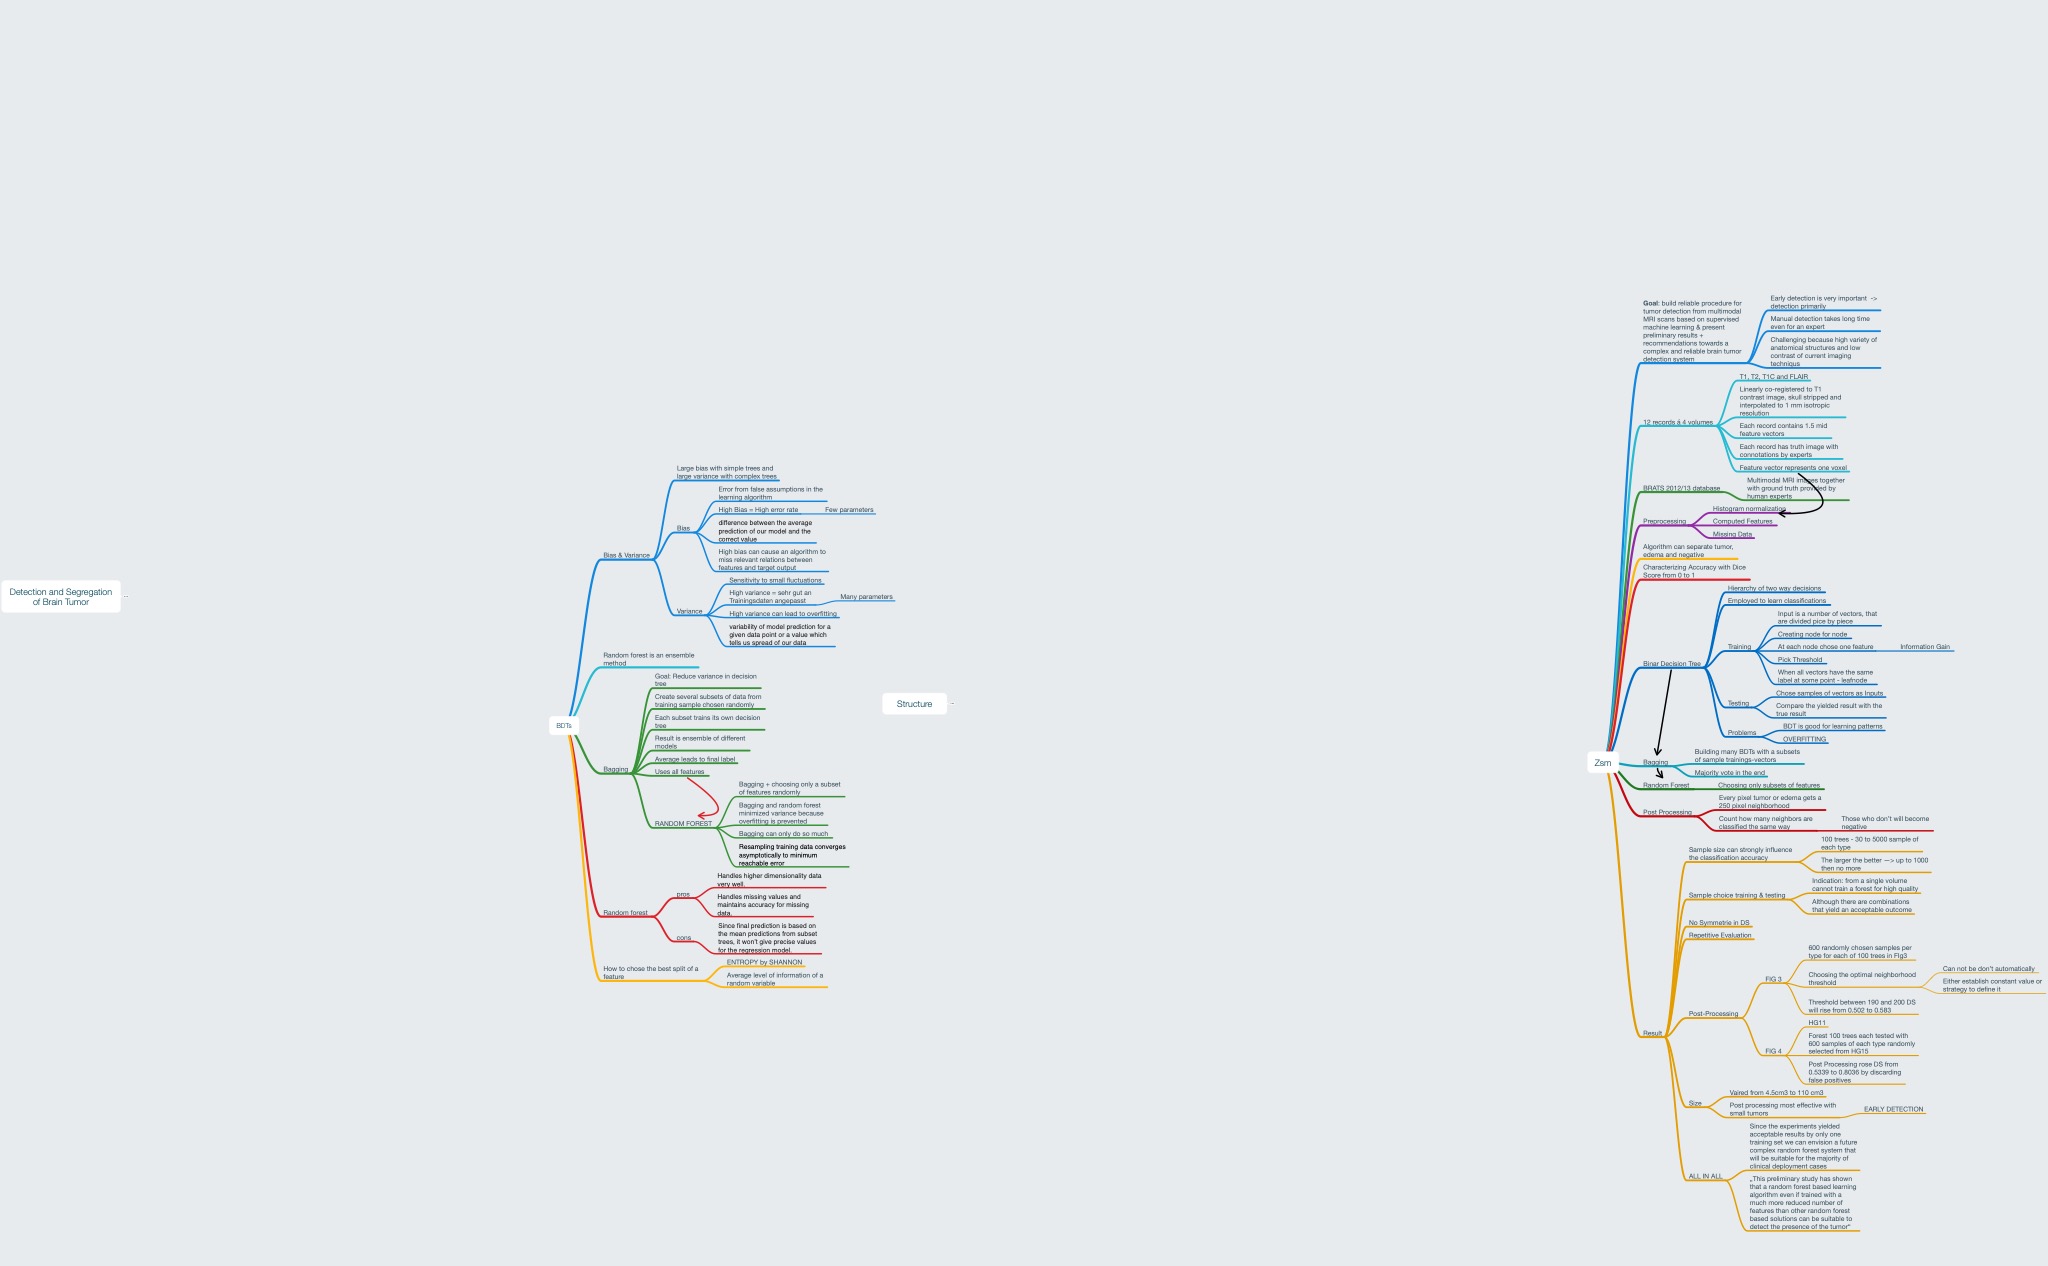 Detection and Segregation
of Brain Tumor
BDTs
Bias & Variance
Large bias with simple trees and
large variance with complex trees
Bias
Error from false assumptions in the
learning algorithm
High Bias = High error rate
Few parameters
difference between the average
prediction of our model and the
correct value
High bias can cause an algorithm to
miss relevant relations between
features and target output
Variance
Sensitivity to small fluctuations
High variance = sehr gut an
Trainingsdaten angepasst
Many parameters
High variance can lead to overfitting
variability of model prediction for a
given data point or a value which
tells us spread of our data
Random forest is an ensemble
method
Bagging
Goal: Reduce variance in decision
tree
Create several subsets of data from
training sample chosen randomly
Each subset trains its own decision
tree
Result is ensemble of different
models
Average leads to final label
Uses all features
RANDOM FOREST
Bagging + choosing only a subset
of features randomly
Bagging and random forest
minimized variance because
overfitting is prevented
Bagging can only do so much
Resampling training data converges
asymptotically to minimum
reachable error
Random forest
pros
Handles higher dimensionality data
very well.
Handles missing values and
maintains accuracy for missing
data.
cons
Since final prediction is based on
the mean predictions from subset
trees, it won't give precise values
for the regression model.
How to chose the best split of a
feature
ENTROPY by SHANNON
Average level of information of a
random variable
Structure
Zsm
Goal: build reliable procedure for
tumor detection from multimodal
MRI scans based on supervised
machine learning & present
preliminary results +
recommendations towards a
complex and reliable brain tumor
detection system
Early detection is very important ->
detection primarily
Manual detection takes long time
even for an expert
Challenging because high variety of
anatomical structures and low
contrast of current imaging
techniqus
12 records á 4 volumes
T1, T2, T1C and FLAIR
Linearly co-registered to T1
contrast image, skull stripped and
interpolated to 1 mm isotropic
resolution
Each record contains 1.5 mid
feature vectors
Each record has truth image with
connotations by experts
Feature vector represents one voxel
BRATS 2012/13 database
Multimodal MRI images together
with ground truth provided by
human experts
Preprocessing
Histogram normalization
Computed Features
Missing Data
Algorithm can separate tumor,
edema and negative
Characterizing Accuracy with Dice
Score from 0 to 1
Binar Decision Tree
Hierarchy of two way decisions
Employed to learn classifications
Training
Input is a number of vectors, that
are divided pice by piece
Creating node for node
At each node chose one feature
Information Gain
Pick Threshold
When all vectors have the same
label at some point - leafnode
Testing
Chose samples of vectors as Inputs
Compare the yielded result with the
true result
Problems
BDT is good for learning patterns
OVERFITTING
Bagging
Building many BDTs with a subsets
of sample trainings-vectors
Majority vote in the end
Random Forest
Choosing only subsets of features
Post Processing
Every pixel tumor or edema gets a
250 pixel neighborhood
Count how many neighbors are
classified the same way
Those who don't will become
negative
Result
Sample size can strongly influence
the classification accuracy
100 trees - 30 to 5000 sample of
each type
The larger the better —> up to 1000
then no more
Sample choice training & testing
Indication: from a single volume
cannot train a forest for high quality
Although there are combinations
that yield an acceptable outcome
No Symmetrie in DS
Repetitive Evaluation
Post-Processing
FIG 3
600 randomly chosen samples per
type for each of 100 trees in FIg3
Choosing the optimal neighborhood
threshold
Can not be don't automatically
Either establish constant value or
strategy to define it
Threshold between 190 and 200 DS
will rise from 0.502 to 0.583
FIG 4
HG11
Forest 100 trees each tested with
600 samples of each type randomly
selected from HG15
Post Processing rose DS from
0.5339 to 0.8036 by discarding
false positives
Size
Vaired from 4.5cm3 to 110 cm3
Post processing most effective with
small tumors
EARLY DETECTION
ALL IN ALL
Since the experiments yielded
acceptable results by only one
training set we can envision a future
complex random forest system that
will be suitable for the majority of
clinical deployment cases
„This preliminary study has shown
that a random forest based learning
algorithm even if trained with a
much more reduced number of
features than other random forest
based solutions can be suitable to
detect the presence of the tumor"